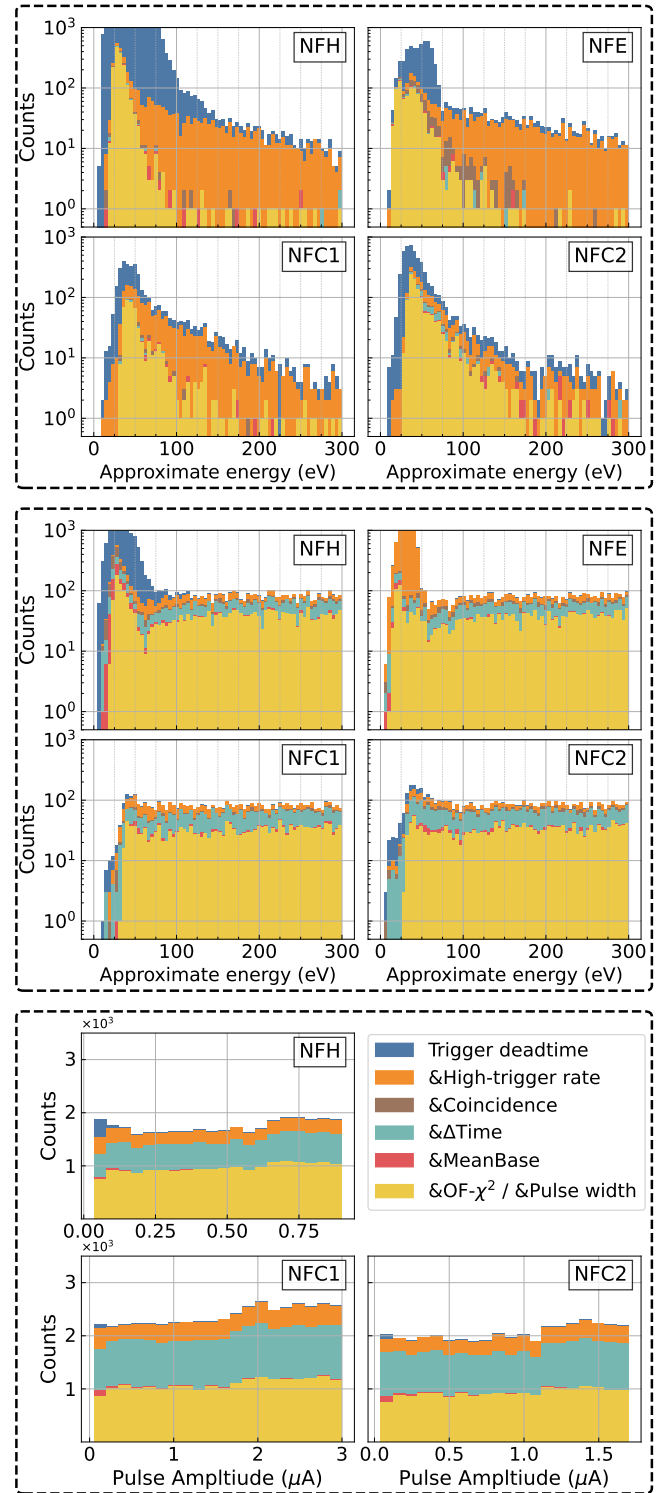 10³ NFH NFE
10²
10¹
10⁰
Counts
10³ NFC1 NFC2
10²
10¹
10⁰
Counts
0 100 200 300 0 100 200 300
Approximate energy (eV) Approximate energy (eV)
10³ NFH NFE
10²
10¹
10⁰
Counts
10³ NFC1 NFC2
10²
10¹
10⁰
Counts
0 100 200 300 0 100 200 300
Approximate energy (eV) Approximate energy (eV)
×10³
NFH
3
2
1
Counts
0.00 0.25 0.50 0.75
Trigger deadtime
&High-trigger rate
&Coincidence
&ΔTime
&MeanBase
&OF-χ² / &Pulse width
×10³
NFC1 NFC2
3
2
1
Counts
0 1 2 3 0.0 0.5 1.0 1.5
Pulse Ampltiude (μA) Pulse Ampltiude (μA)